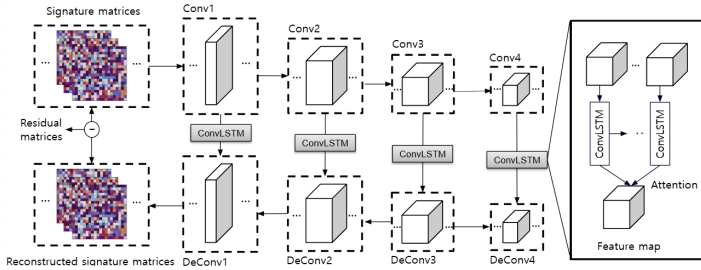 Signature matrices
Conv1
Conv2
Conv3
Conv4
Residual
matrices
ConvLSTM
ConvLSTM
ConvLSTM
ConvLSTM
ConvLSTM
ConvLSTM
Attention
Feature map
Reconstructed signature matrices
DeConv1
DeConv2
DeConv3
DeConv4